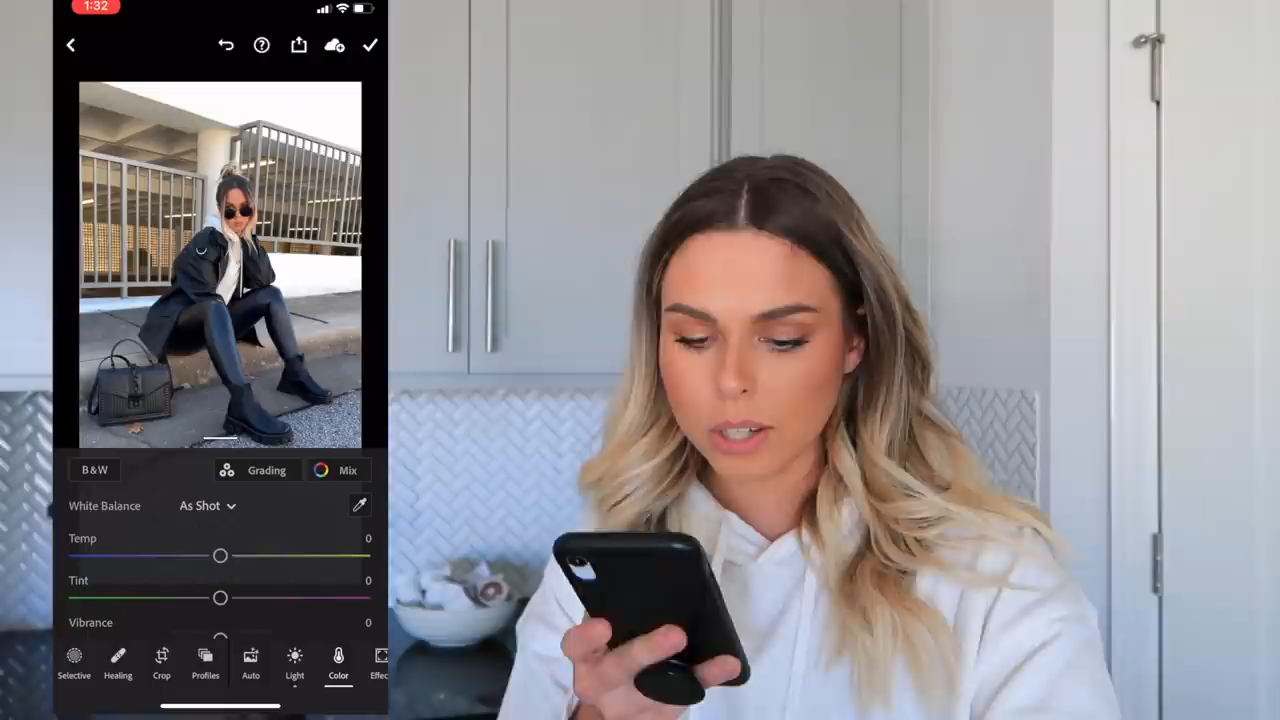 1:32
B&W
Grading
Mix
White Balance
As Shot
Temp
0
Tint
0
Vibrance
0
Selective
Healing
Crop
Profiles
Auto
Light
Color
Effec